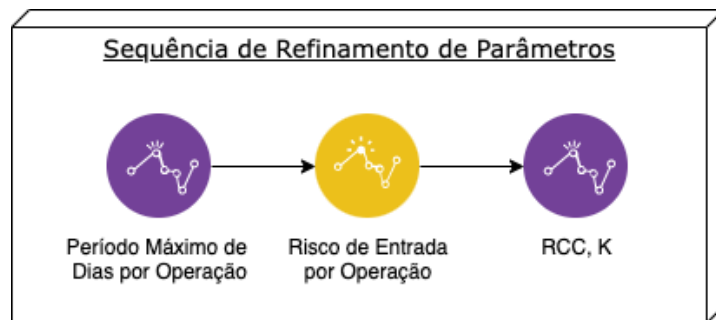 Sequência de Refinamento de Parâmetros
Período Máximo de
Dias por Operação
Risco de Entrada
por Operação
RCC, K